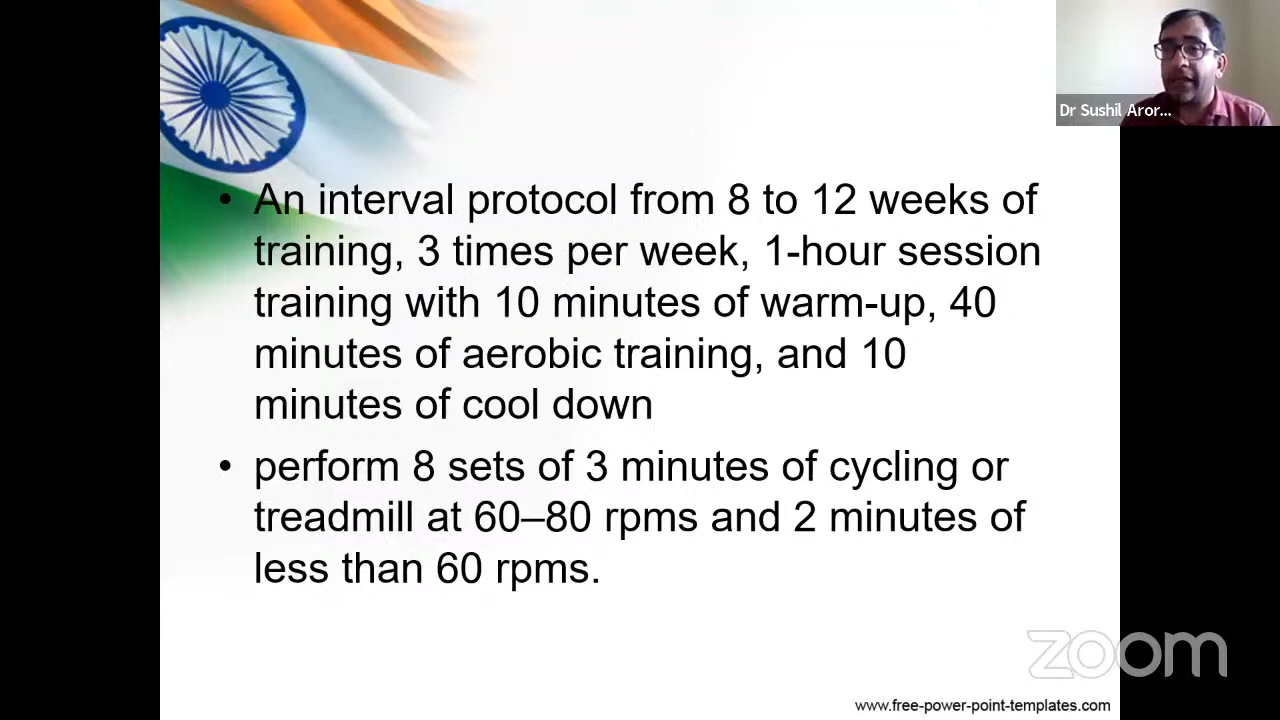 Dr Sushil Aror...
• An interval protocol from 8 to 12 weeks of
training, 3 times per week, 1-hour session
training with 10 minutes of warm-up, 40
minutes of aerobic training, and 10
minutes of cool down
• perform 8 sets of 3 minutes of cycling or
treadmill at 60–80 rpms and 2 minutes of
less than 60 rpms.
zoom
www.free-power-point-templates.com